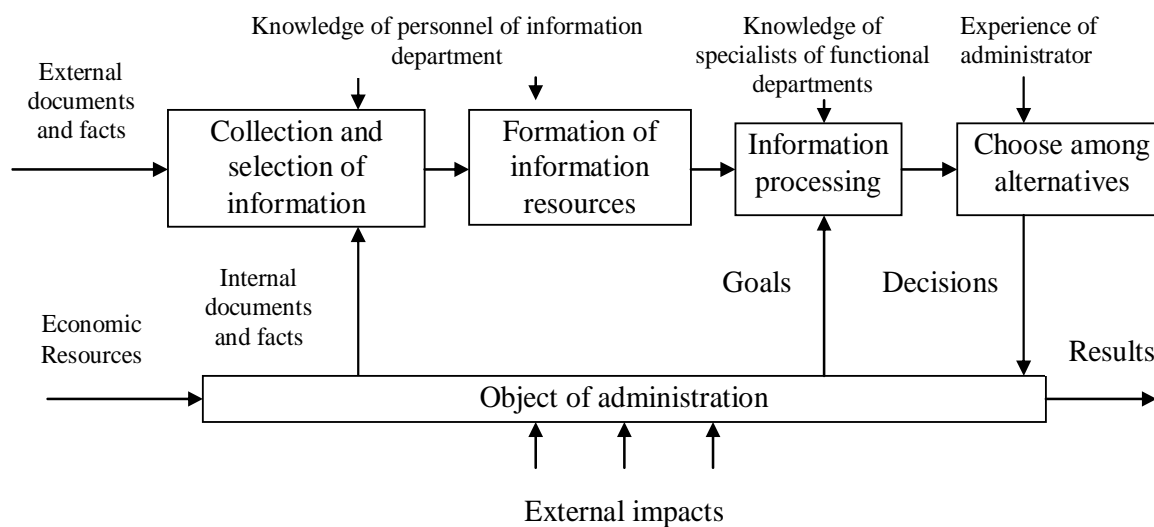 Knowledge of personnel of information
department
Knowledge of
specialists of functional
departments
Experience of
administrator
External
documents
and facts
Collection and
selection of
information
Formation of
information
resources
Information
processing
Choose among
alternatives
Internal
documents
and facts
Goals
Decisions
Economic
Resources
Results
Object of administration
External impacts